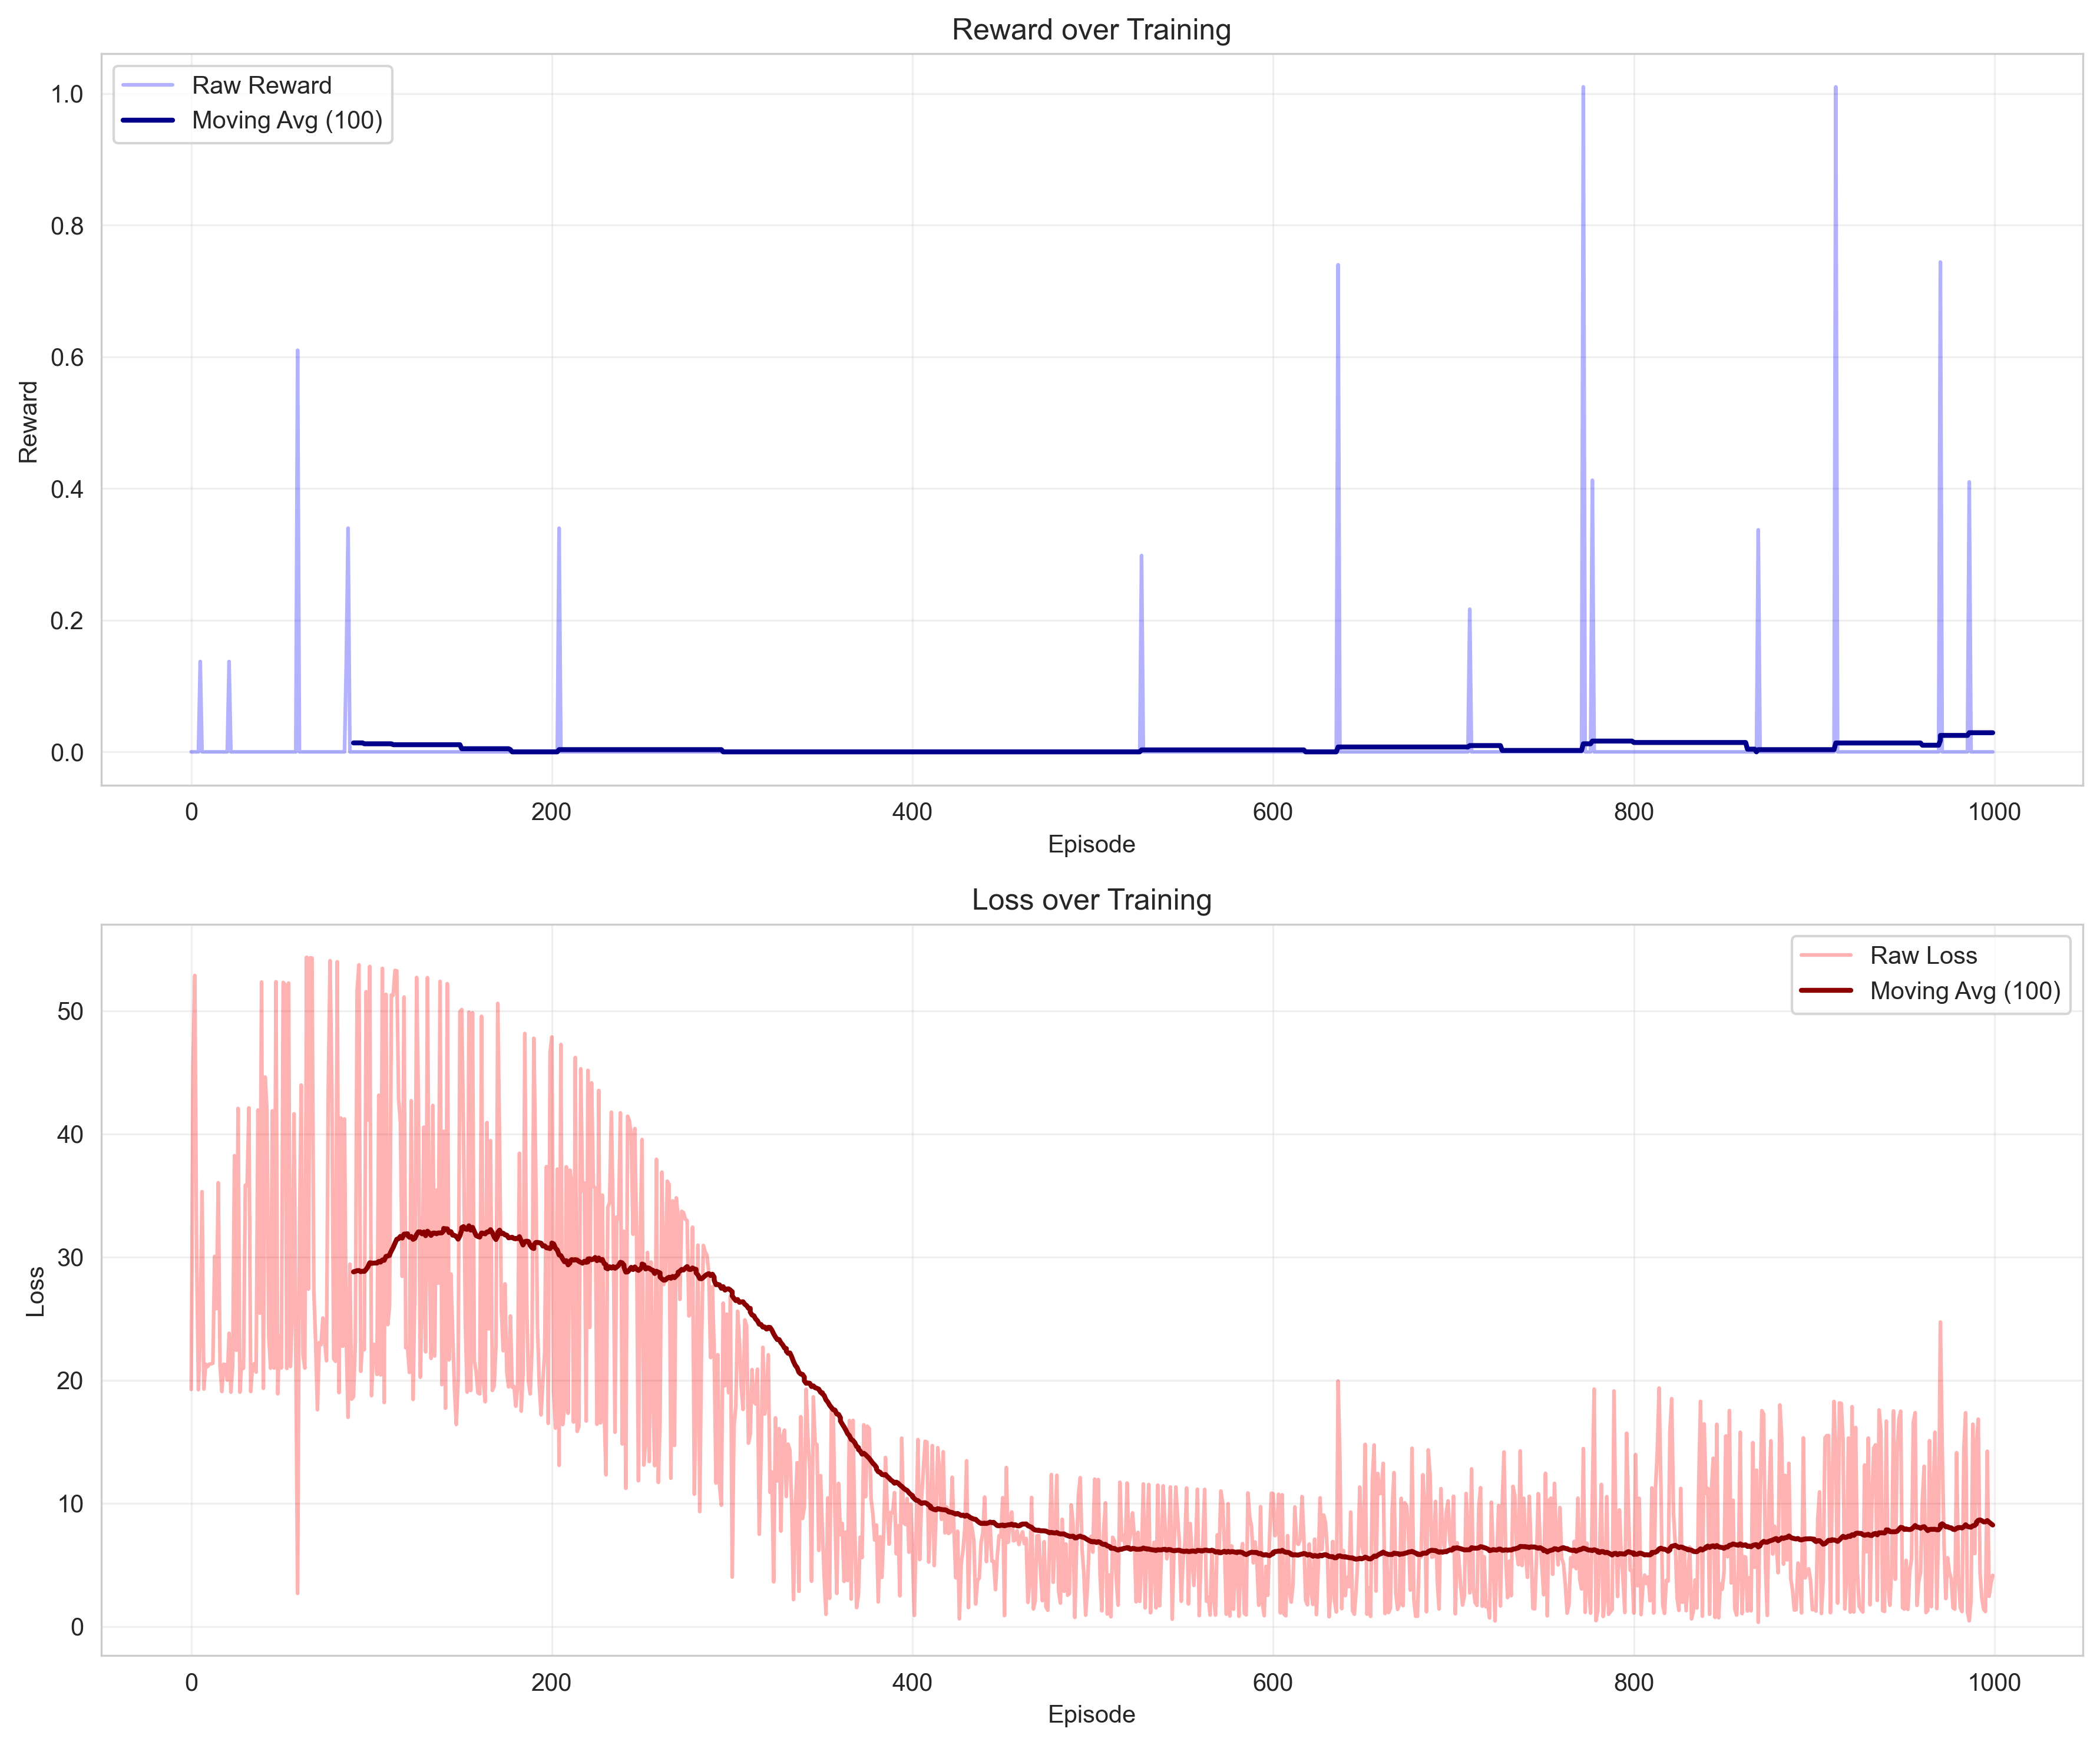 Reward over Training
Raw Reward
Moving Avg (100)
Reward
1.0
0.8
0.6
0.4
0.2
0.0
0 200 400 600 800 1000
Episode
Loss over Training
Raw Loss
Moving Avg (100)
Loss
50
40
30
20
10
0
0 200 400 600 800 1000
Episode